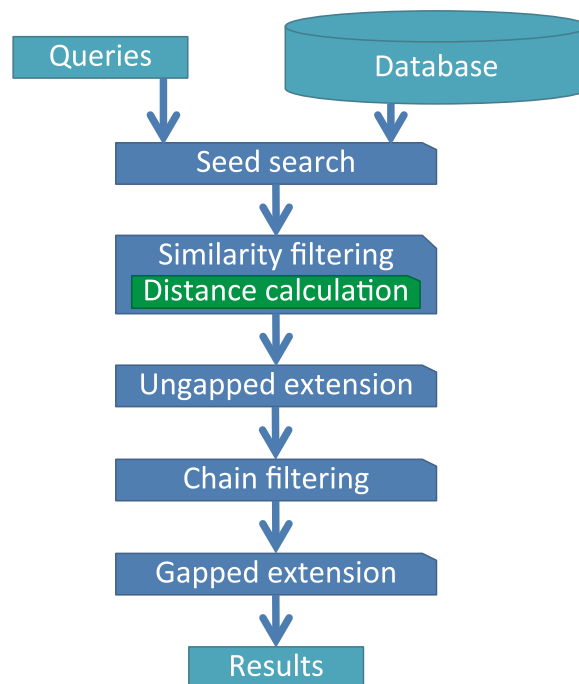 Queries
Database
Seed search
Similarity filtering
Distance calculation
Ungapped extension
Chain filtering
Gapped extension
Results